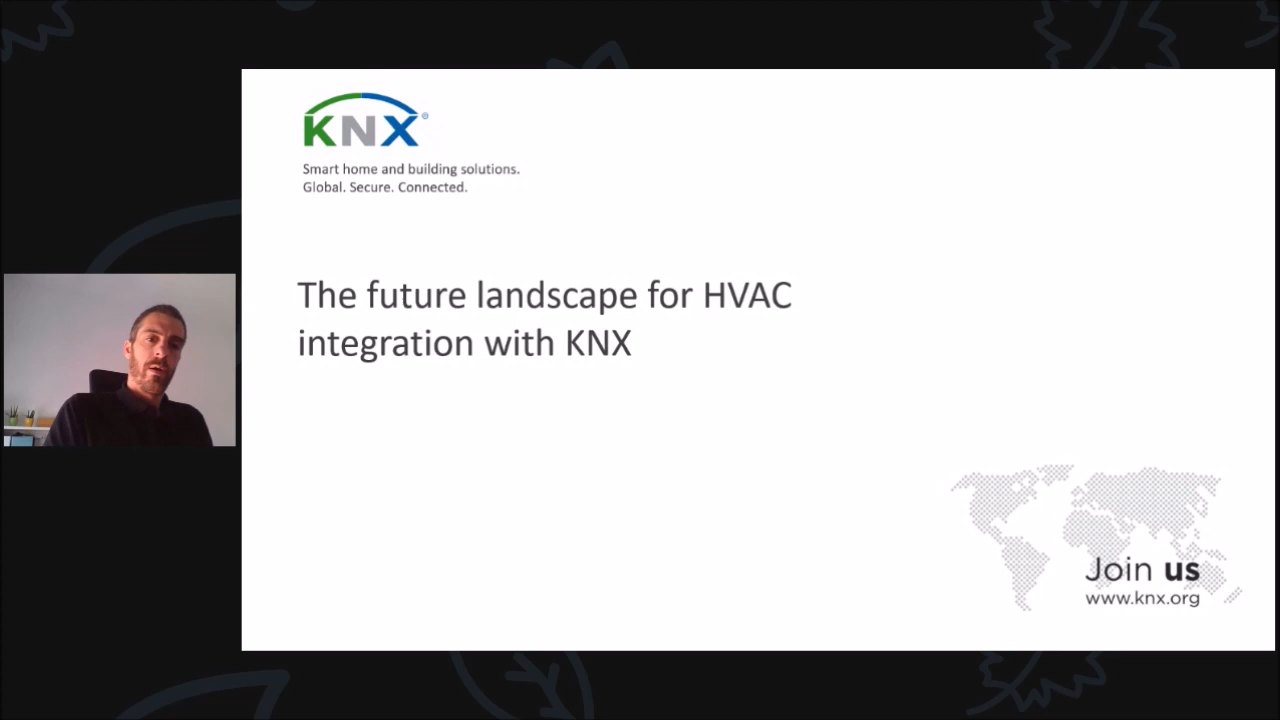 KNX®
Smart home and building solutions.
Global. Secure. Connected.
The future landscape for HVAC
integration with KNX
Join us
www.knx.org